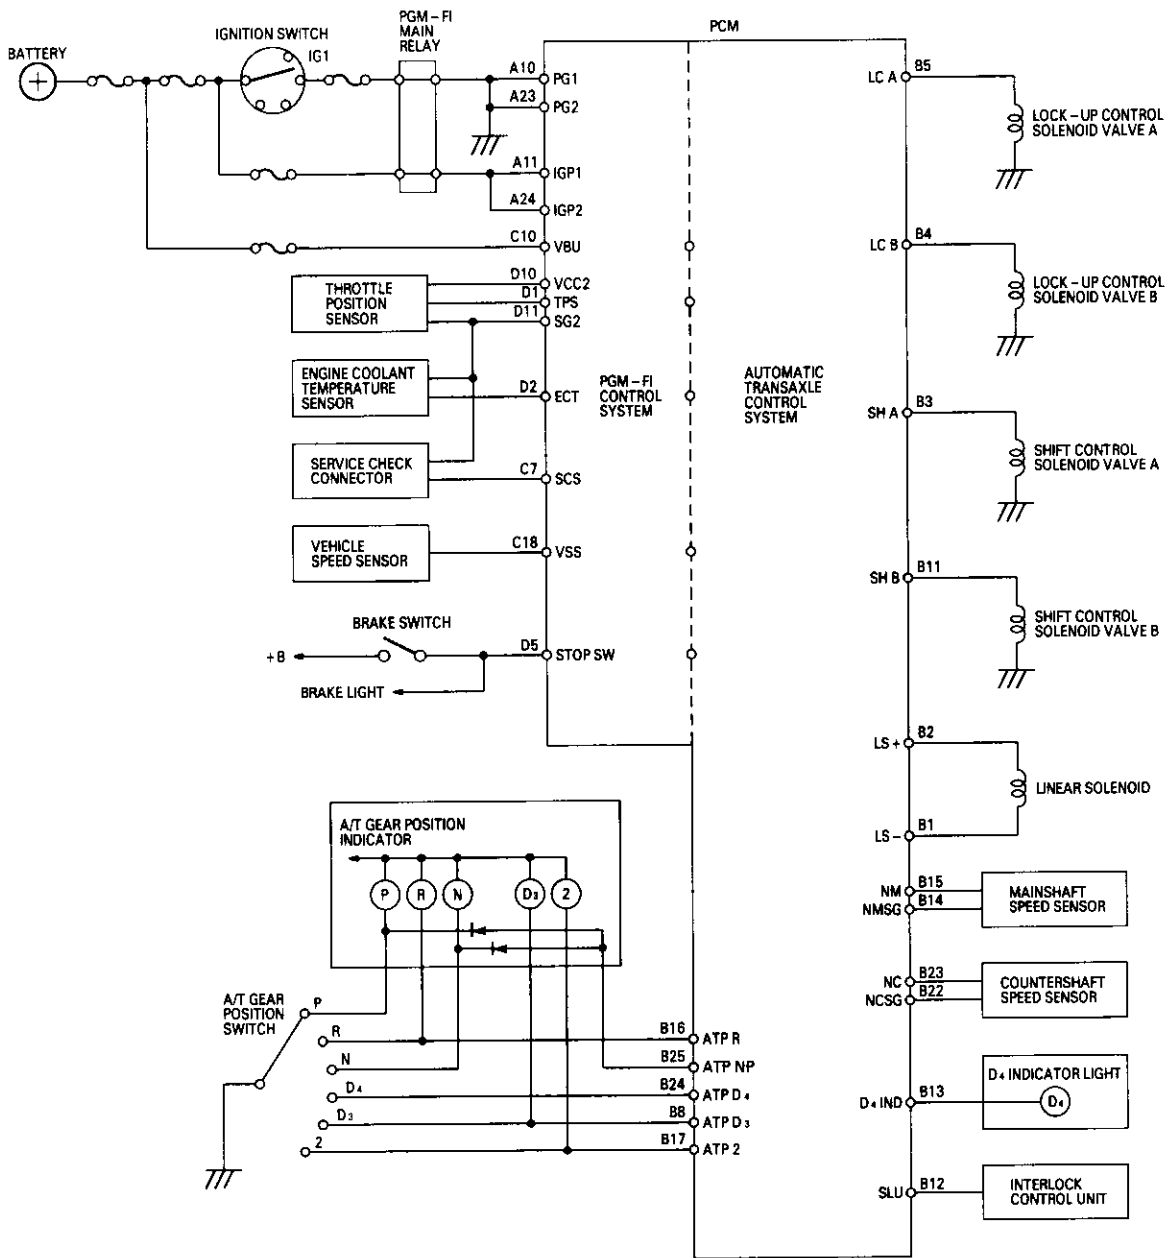 PCM
BATTERY
IGNITION SWITCH
IG1
PGM-FI
MAIN
RELAY
A10
PG1
A23
PG2
A11
IGP1
A24
IGP2
C10
VBU
THROTTLE
POSITION
SENSOR
D10
VCC2
D1
TPS
D11
SG2
ENGINE COOLANT
TEMPERATURE
SENSOR
D2
ECT
SERVICE CHECK
CONNECTOR
C7
SCS
VEHICLE
SPEED SENSOR
C18
VSS
BRAKE SWITCH
+B
BRAKE LIGHT
D5
STOP SW
PGM-FI
CONTROL
SYSTEM
AUTOMATIC
TRANSAXLE
CONTROL
SYSTEM
LC A
B5
LOCK-UP CONTROL
SOLENOID VALVE A
LC B
B4
LOCK-UP CONTROL
SOLENOID VALVE B
SH A
B3
SHIFT CONTROL
SOLENOID VALVE A
SH B
B11
SHIFT CONTROL
SOLENOID VALVE B
LS+
B2
LINEAR SOLENOID
LS-
B1
NM
B15
NMSG
B14
MAINSHAFT
SPEED SENSOR
NC
B23
NCSG
B22
COUNTERSHAFT
SPEED SENSOR
D4 IND
B13
D4 INDICATOR LIGHT
D4
SLU
B12
INTERLOCK
CONTROL UNIT
A/T GEAR POSITION
INDICATOR
P
R
N
D3
2
A/T GEAR
POSITION
SWITCH
P
R
N
D4
D3
2
B16
ATP R
B25
ATP NP
B24
ATP D4
B8
ATP D3
B17
ATP 2